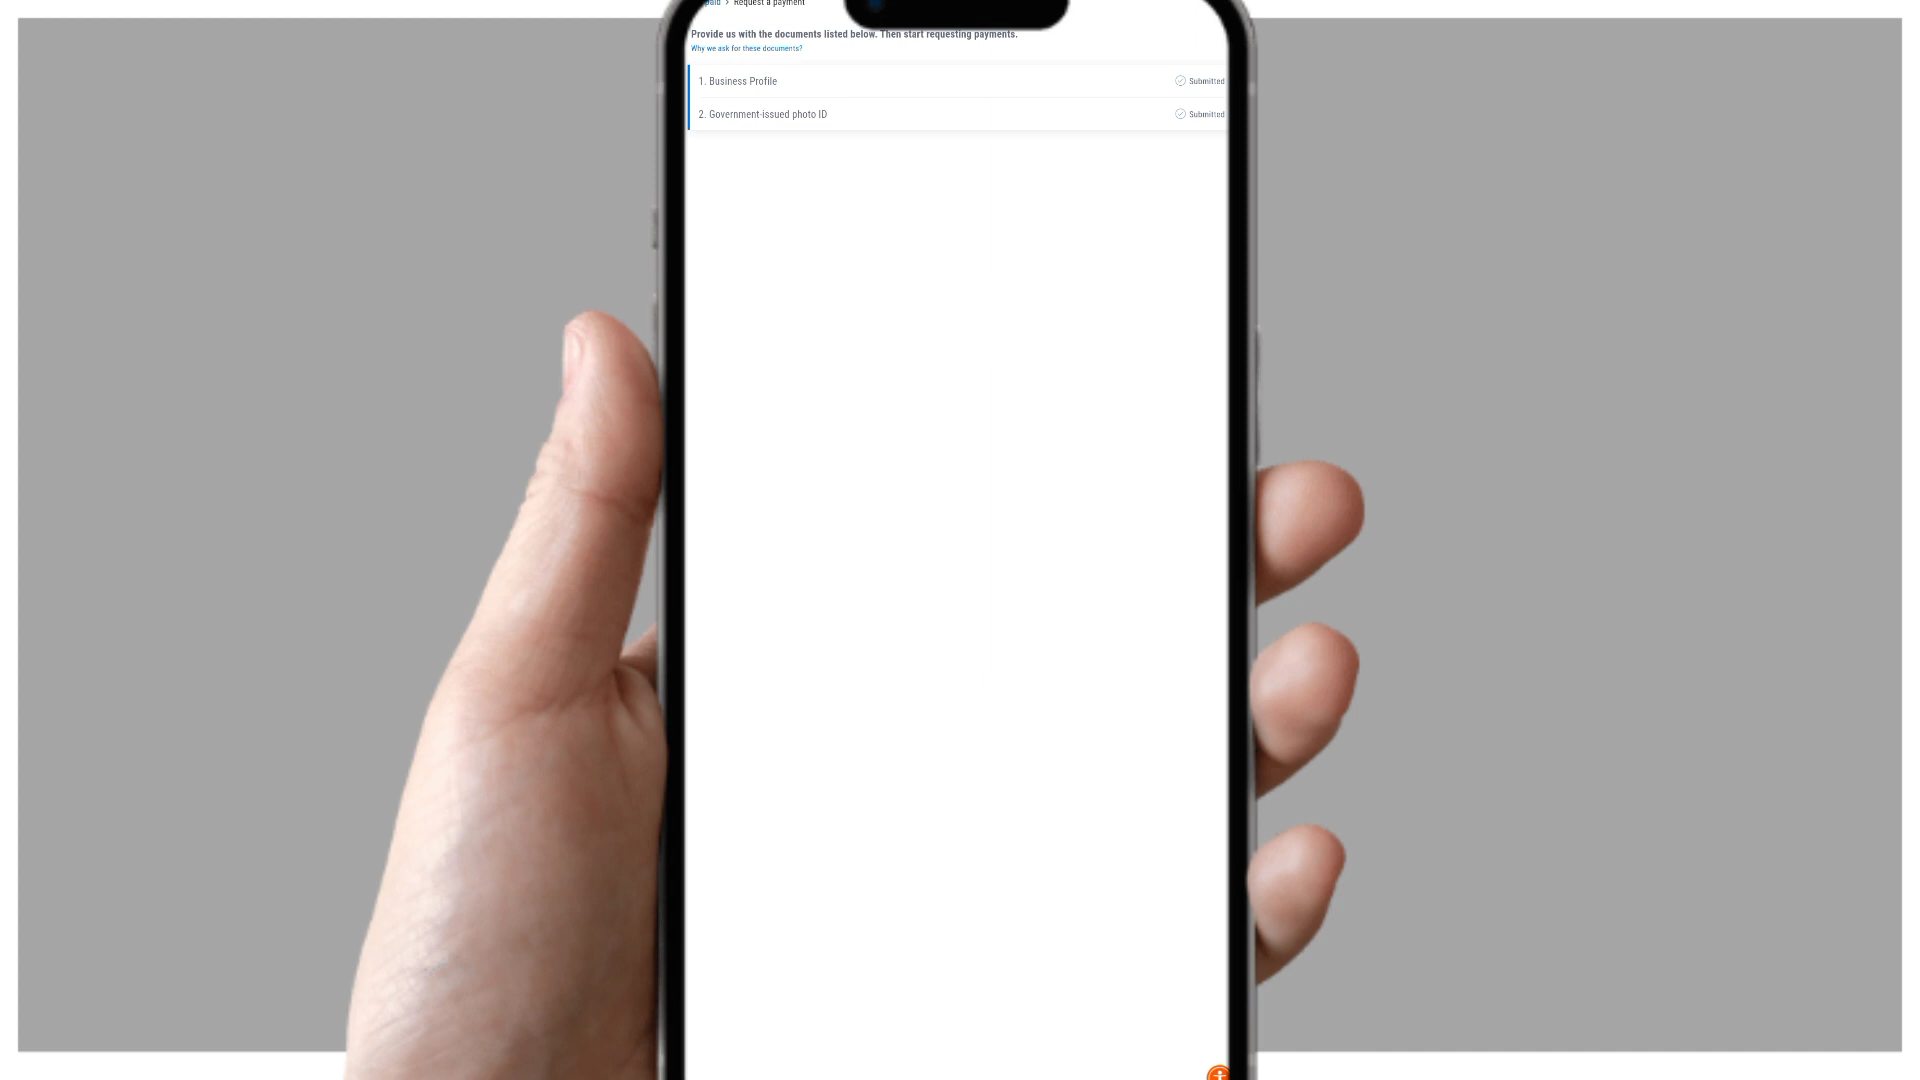 paid > Request a payment
Provide us with the documents listed below. Then start requesting payments.
Why we ask for these documents?
1. Business Profile
Submitted
2. Government-issued photo ID
Submitted